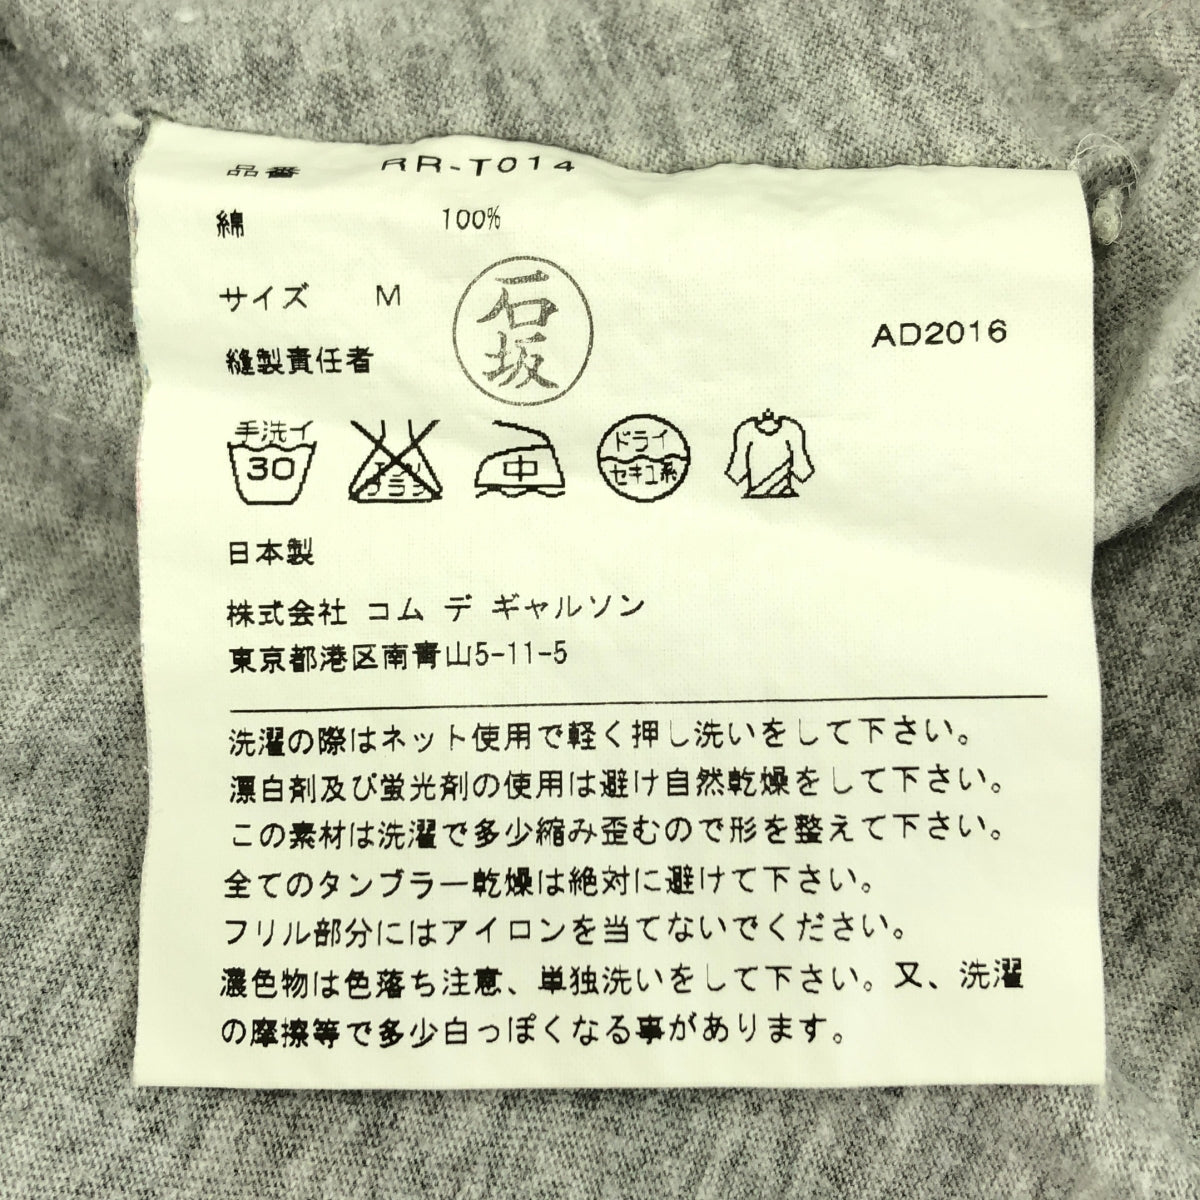 品番 RR-T014
綿 100%
サイズ M
石坂
AD2016
縫製責任者
手洗イ 30
エンソ
フラン
中
ドライ
セキユ系
日本製
株式会社 コム デ ギャルソン
東京都港区南青山5-11-5
洗濯の際はネット使用で軽く押し洗いをして下さい。
漂白剤及び蛍光剤の使用は避け自然乾燥をして下さい。
この素材は洗濯で多少縮み歪むので形を整えて下さい。
全てのタンブラー乾燥は絶対に避けて下さい。
フリル部分にはアイロンを当てないでください。
濃色物は色落ち注意、単独洗いをして下さい。又、洗濯
の摩擦等で多少白っぽくなる事があります。